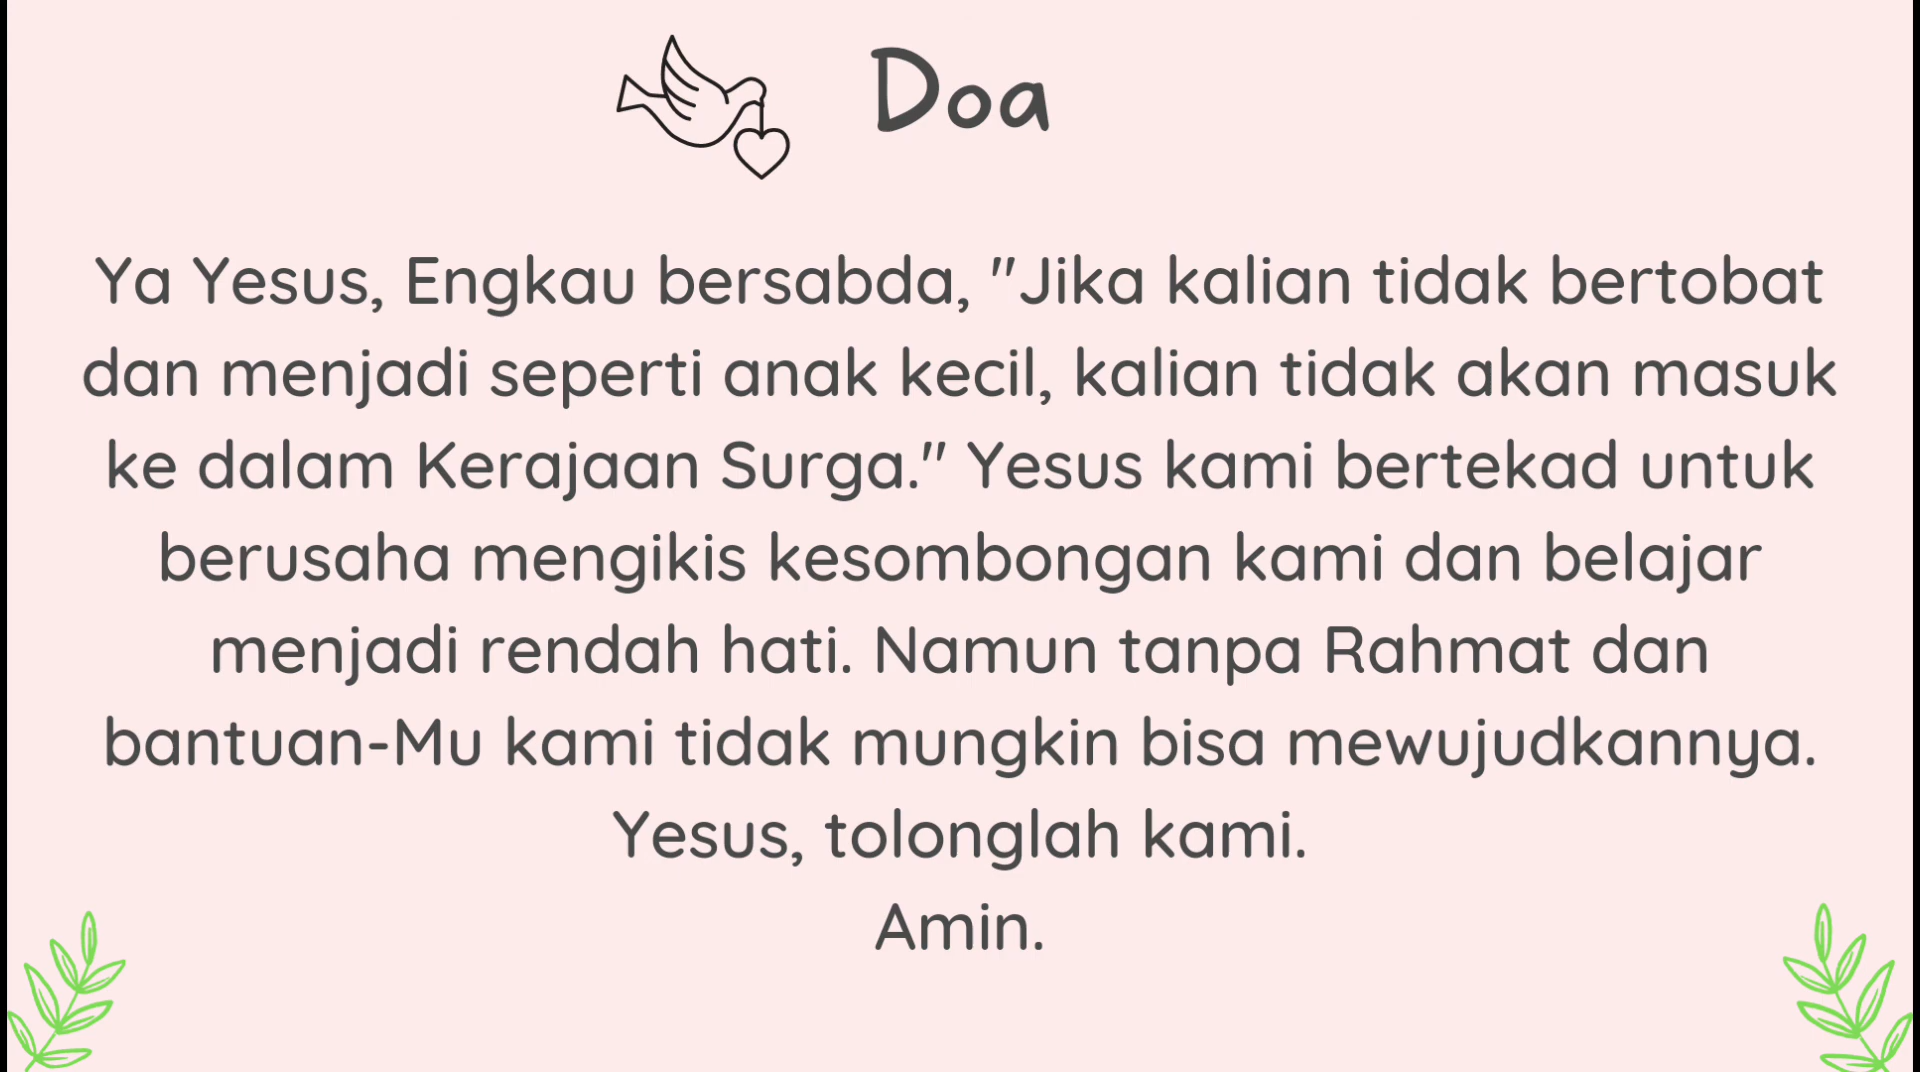 Doa
Ya Yesus, Engkau bersabda, "Jika kalian tidak bertobat
dan menjadi seperti anak kecil, kalian tidak akan masuk
ke dalam Kerajaan Surga." Yesus kami bertekad untuk
berusaha mengikis kesombongan kami dan belajar
menjadi rendah hati. Namun tanpa Rahmat dan
bantuan-Mu kami tidak mungkin bisa mewujudkannya.
Yesus, tolonglah kami.
Amin.